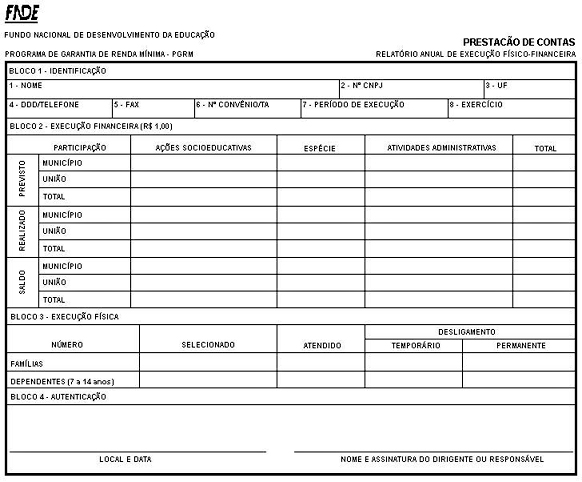 FNDE
FUNDO NACIONAL DE DESENVOLVIMENTO DA EDUCAÇÃO
PRESTAÇÃO DE CONTAS
PROGRAMA DE GARANTIA DE RENDA MÍNIMA - PGRM
RELATÓRIO ANUAL DE EXECUÇÃO FÍSICO-FINANCEIRA
BLOCO 1 - IDENTIFICAÇÃO
1 - NOME 2 - Nº CNPJ 3 - UF
4 - DDD/TELEFONE 5 - FAX 6 - Nº CONVÊNIO/TA 7 - PERÍODO DE EXECUÇÃO 8 - EXERCÍCIO
BLOCO 2 - EXECUÇÃO FINANCEIRA (R$ 1,00)
PARTICIPAÇÃO AÇÕES SOCIOEDUCATIVAS ESPÉCIE ATIVIDADES ADMINISTRATIVAS TOTAL
PREVISTO
MUNICÍPIO
UNIÃO
TOTAL
REALIZADO
MUNICÍPIO
UNIÃO
TOTAL
SALDO
MUNICÍPIO
UNIÃO
TOTAL
BLOCO 3 - EXECUÇÃO FÍSICA
NÚMERO SELECIONADO ATENDIDO DESLIGAMENTO
TEMPORÁRIO PERMANENTE
FAMÍLIAS
DEPENDENTES (7 a 14 anos)
BLOCO 4 - AUTENTICAÇÃO
LOCAL E DATA NOME E ASSINATURA DO DIRIGENTE OU RESPONSÁVEL